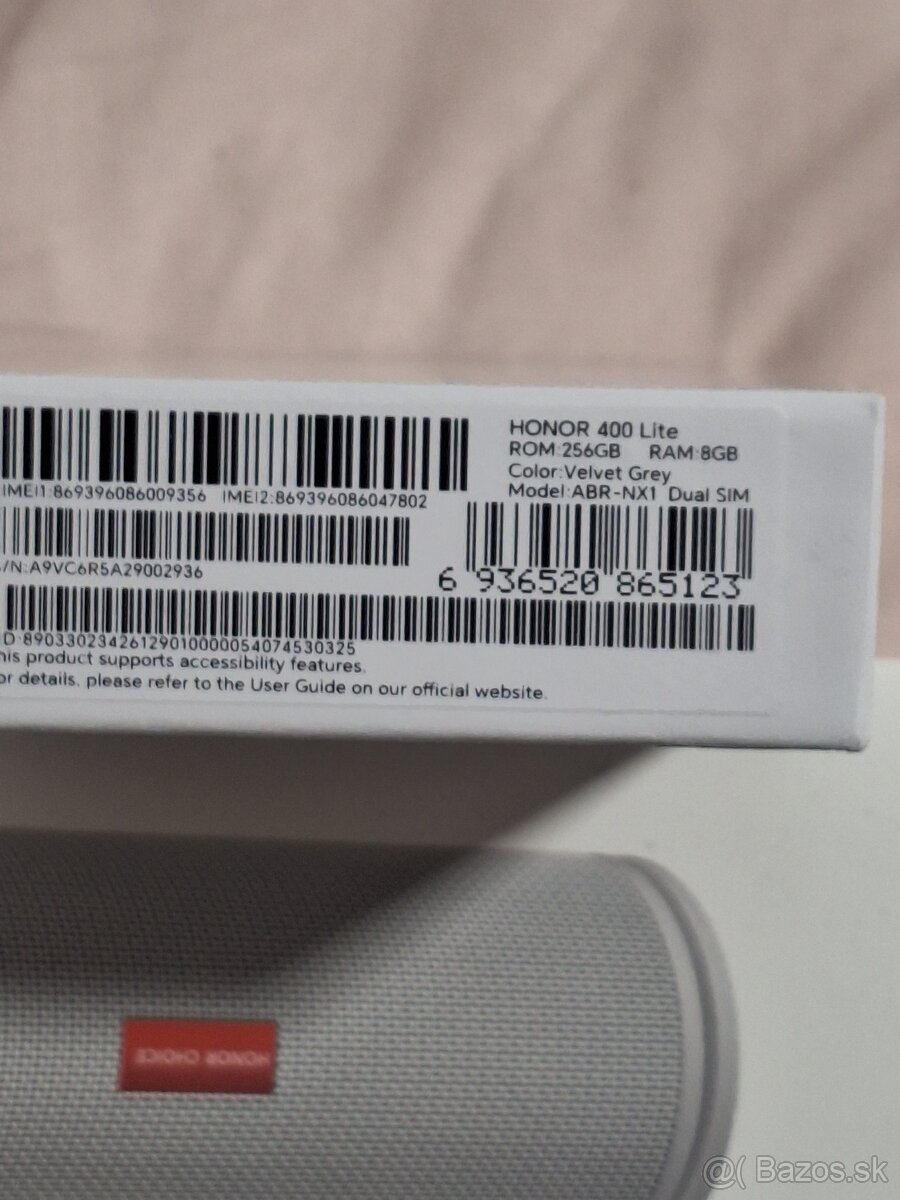 HONOR 400 Lite
ROM:256GB RAM:8GB
Color:Velvet Grey
Model:ABR-NX1 Dual SIM
IMEI1:869396086009356 IMEI2:869396086047802
/N:A9VC6R5A29002936
6 936520 865123
D:89033023426129010000054074530325
his product supports accessibility features.
or details, please refer to the User Guide on our official website.
HONOR CHOICE
@( Bazos.sk